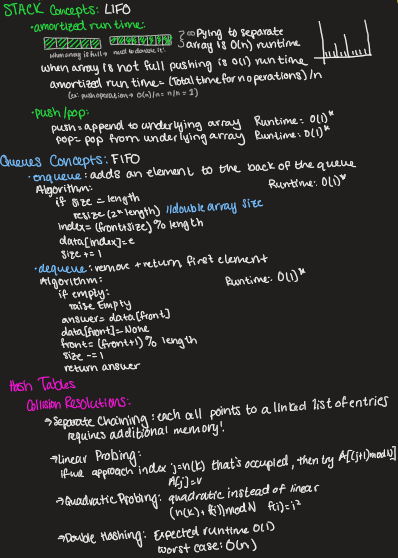 STACK Concepts: LIFO
·amortized run time:
when array is full → need to double it!
copying to separate
array is O(n) runtime
when array is not full pushing is O(1) run time
amortized run time = (Total time for n operations)/n
(ex: push operation → O(n)/n = n/n = 1)
·push/pop:
push = append to underlying array Runtime: O(1)*
pop = pop from underlying array Runtime: O(1)*
Queues Concepts: FIFO
·enqueue: adds an element to the back of the queue
Algorithm: Runtime: O(1)*
if size = length
resize(2* length) //double array size
index = (front+size) % length
data[index] = e
size += 1
·dequeue: remove + return first element
Algorithm: Runtime: O(1)*
if empty:
raise Empty
answer = data[front]
data[front] = None
front = (front+1) % length
size -= 1
return answer
Hash Tables
Collision Resolutions:
→Separate Chaining: each cell points to a linked list of entries
requires additional memory!
→Linear Probing:
if we approach index j=h(k) that's occupied, then try A[(j+1)modN]
A[j]=v
→Quadratic Probing: quadratic instead of linear
(h(k)+f(i))modN f(i)=i²
→Double Hashing: Expected runtime O(1)
worst case: O(n)